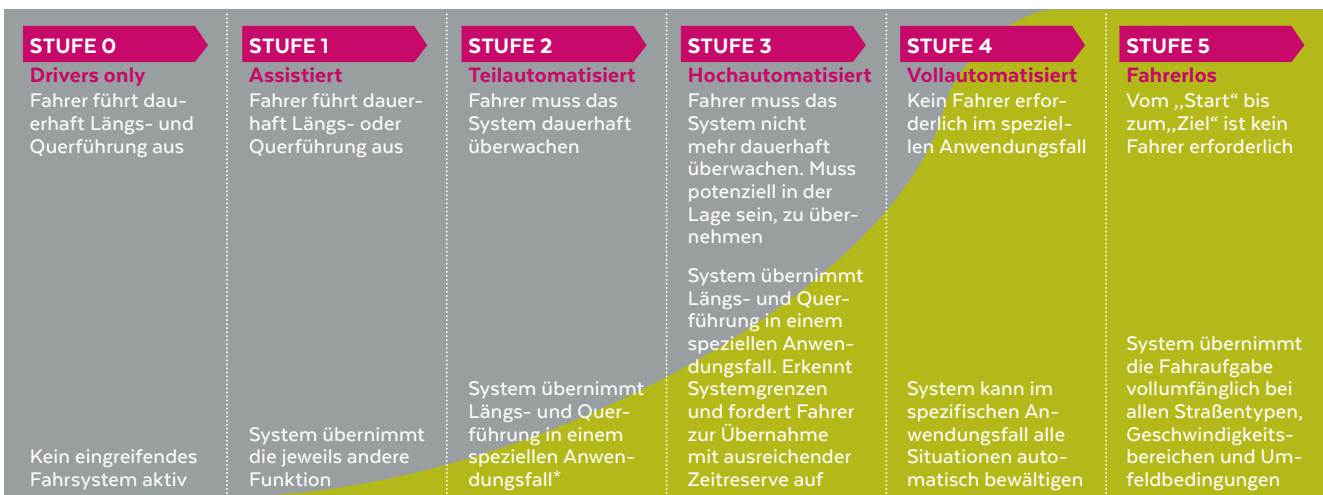 STUFE 0
Drivers only
Fahrer führt dau-
erhaft Längs- und
Querführung aus
Kein eingreifendes
Fahrsystem aktiv
STUFE 1
Assistiert
Fahrer führt dauer-
haft Längs- oder
Querführung aus
System übernimmt
die jeweils andere
Funktion
STUFE 2
Teilautomatisiert
Fahrer muss das
System dauerhaft
überwachen
System übernimmt
Längs- und Quer-
führung in einem
speziellen Anwen-
dungsfall*
STUFE 3
Hochautomatisiert
Fahrer muss das
System nicht
mehr dauerhaft
überwachen. Muss
potenziell in der
Lage sein, zu über-
nehmen
System übernimmt
Längs- und Quer-
führung in einem
speziellen Anwen-
dungsfall. Erkennt
Systemgrenzen
und fordert Fahrer
zur Übernahme
mit ausreichender
Zeitreserve auf
STUFE 4
Vollautomatisiert
Kein Fahrer erfor-
derlich im speziel-
len Anwendungsfall
System kann im
spezifischen An-
wendungsfall alle
Situationen auto-
matisch bewältigen
STUFE 5
Fahrerlos
Vom ,,Start“ bis
zum,,Ziel“ ist kein
Fahrer erforderlich
System übernimmt
die Fahraufgabe
vollumfänglich bei
allen Straßentypen,
Geschwindigkeits-
bereichen und Um-
feldbedingungen